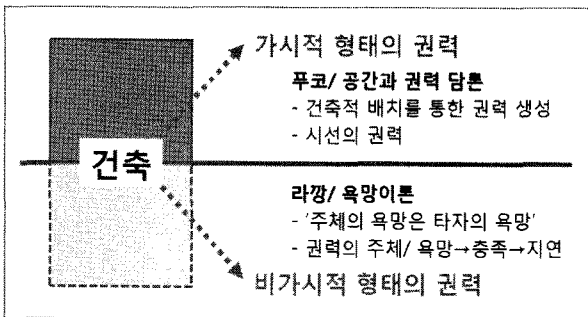 가시적 형태의 권력
푸코/ 공간과 권력 담론
- 건축적 배치를 통한 권력 생성
- 시선의 권력
건축
라깡/ 욕망이론
- '주체의 욕망은 타자의 욕망'
- 권력의 주체/ 욕망→충족→지연
비가시적 형태의 권력